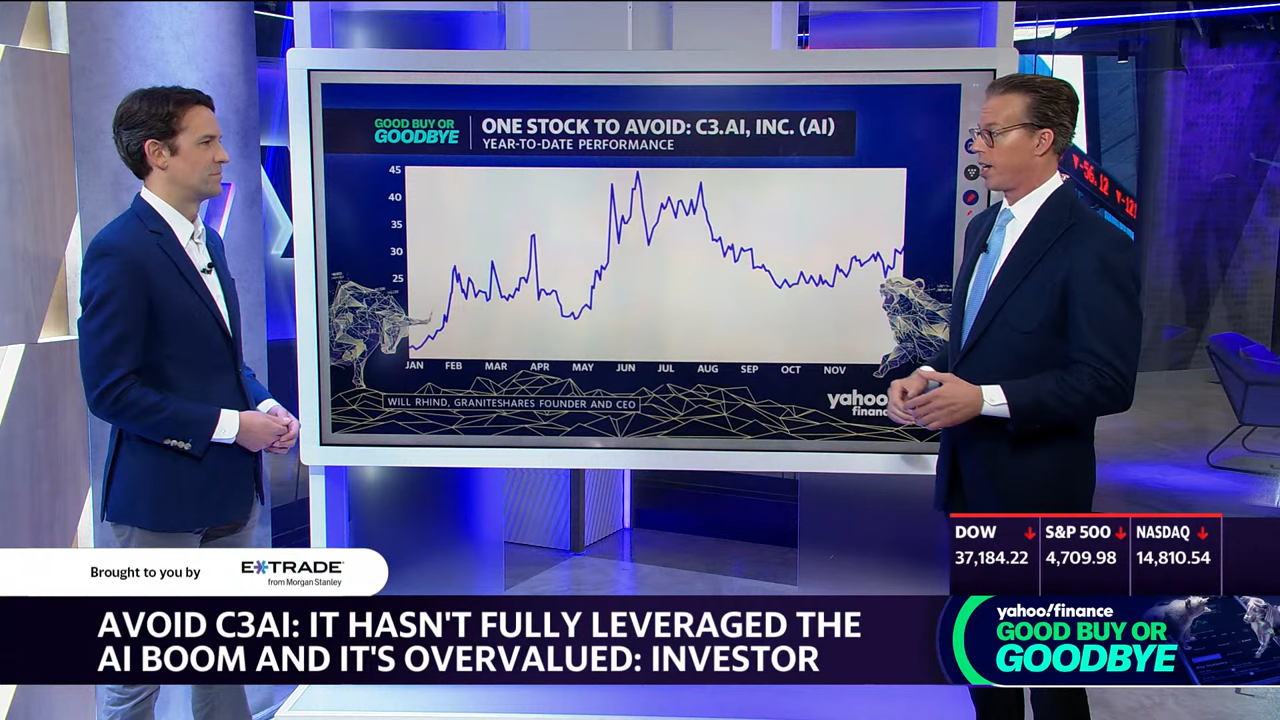 GOOD BUY OR
GOODBYE
ONE STOCK TO AVOID: C3.AI, INC. (AI)
YEAR-TO-DATE PERFORMANCE
45
40
35
30
25
JAN FEB MAR APR MAY JUN JUL AUG SEP OCT NOV
WILL RHIND, GRANITESHARES FOUNDER AND CEO
yahoo
financ
▼-56.12 ▼-121
DOW ↓ S&P 500 ↓ NASDAQ ↓
37,184.22 4,709.98 14,810.54
Brought to you by
E*TRADE
from Morgan Stanley
AVOID C3AI: IT HASN'T FULLY LEVERAGED THE
AI BOOM AND IT'S OVERVALUED: INVESTOR
yahoo!finance
GOOD BUY OR
GOODBYE